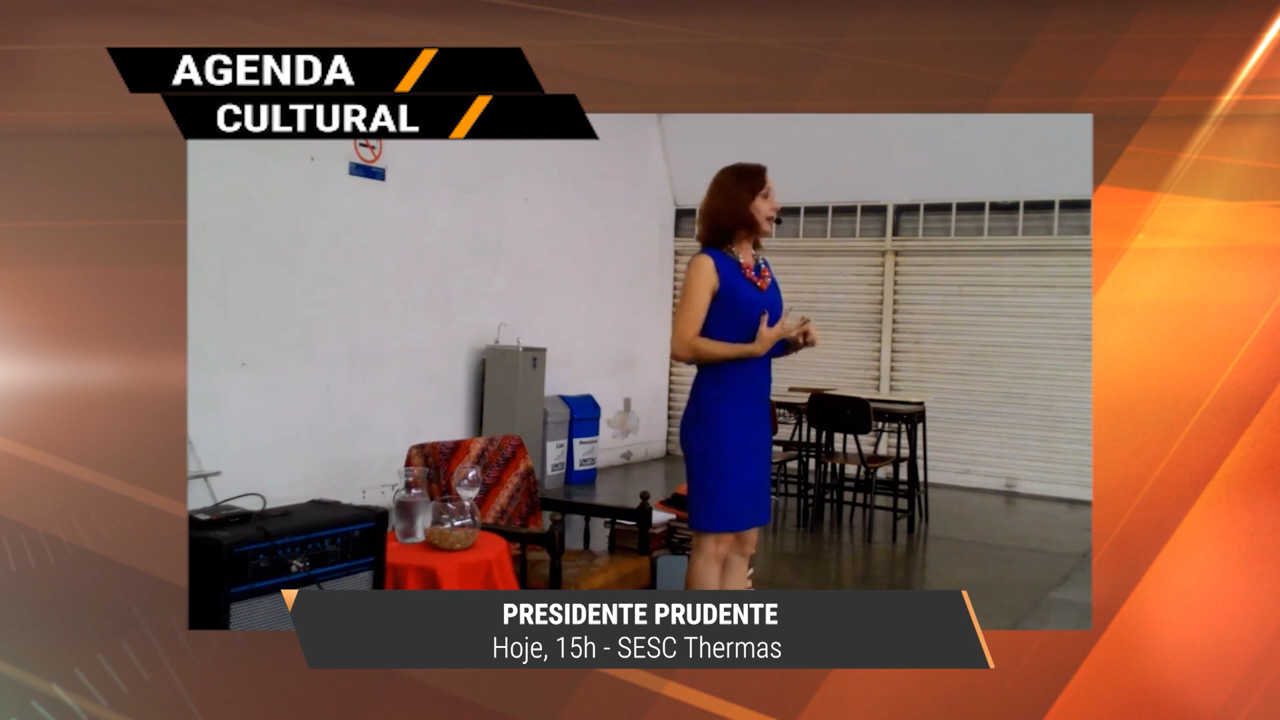 AGENDA
CULTURAL
PRESIDENTE PRUDENTE
Hoje, 15h - SESC Thermas